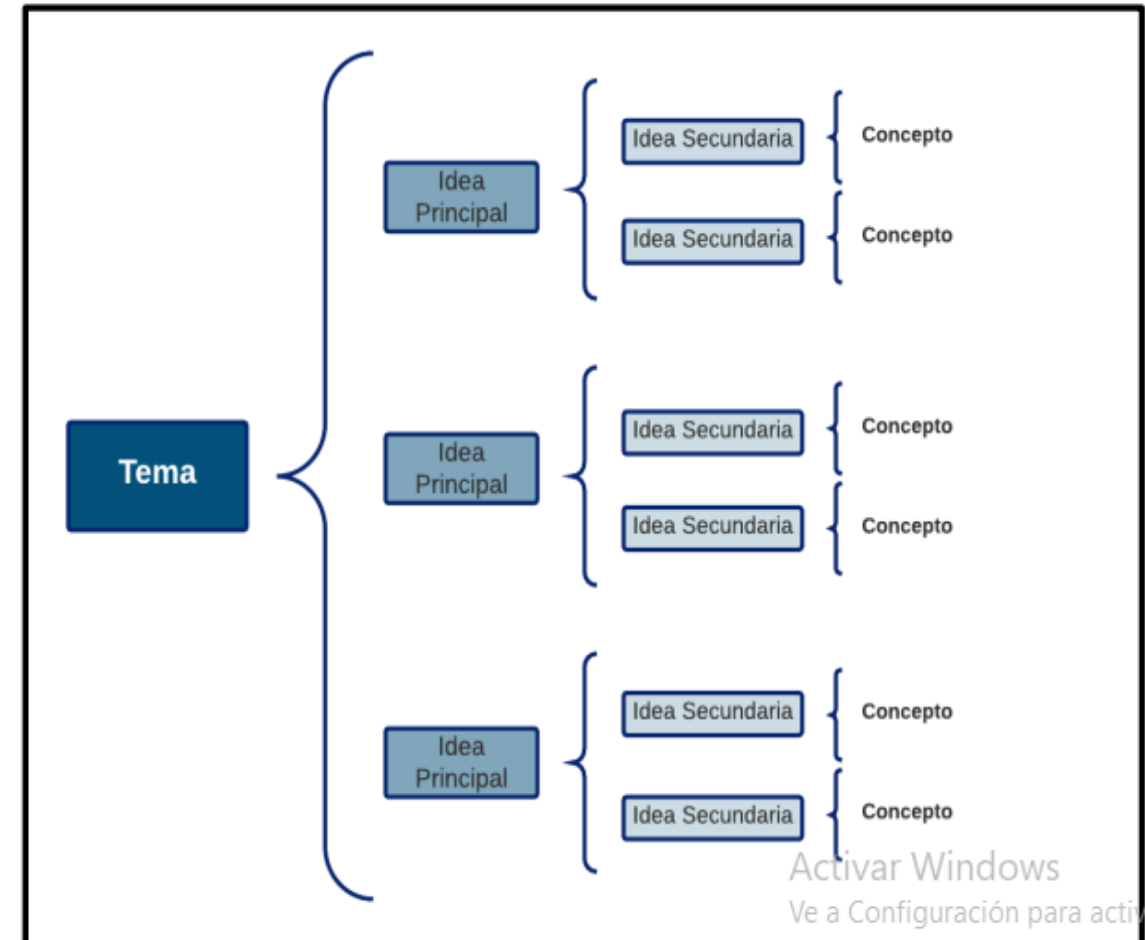 Tema
Idea
Principal
Idea Secundaria
Concepto
Idea Secundaria
Concepto
Idea
Principal
Idea Secundaria
Concepto
Idea Secundaria
Concepto
Idea
Principal
Idea Secundaria
Concepto
Idea Secundaria
Concepto
Activar Windows
Ve a Configuración para